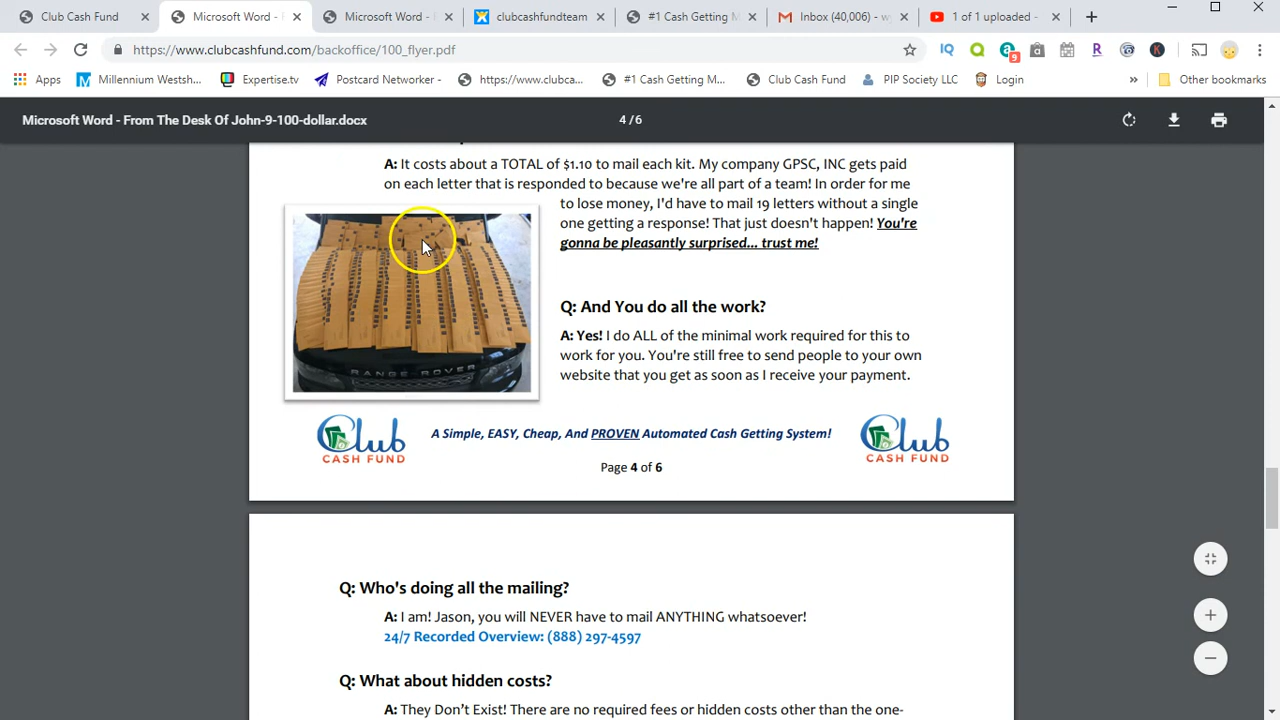 Club Cash Fund
Microsoft Word - F
Microsoft Word -
clubcashfundteam
#1 Cash Getting M
Inbox (40,006) - w
1 of 1 uploaded -
https://www.clubcashfund.com/backoffice/100_flyer.pdf
9
Apps
Millennium Westsh...
Expertise.tv
Postcard Networker -
https://www.clubca...
#1 Cash Getting M...
Club Cash Fund
PIP Society LLC
Login
Other bookmarks
Microsoft Word - From The Desk Of John-9-100-dollar.docx
4/6
A: It costs about a TOTAL of $1.10 to mail each kit. My company GPSC, INC gets paid
on each letter that is responded to because we're all part of a team! In order for me
to lose money, I'd have to mail 19 letters without a single
one getting a response! That just doesn't happen! You're
gonna be pleasantly surprised... trust me!
Q: And You do all the work?
A: Yes! I do ALL of the minimal work required for this to
work for you. You're still free to send people to your own
website that you get as soon as I receive your payment.
RANGE-ROVER
Club
CASH FUND
A Simple, EASY, Cheap, And PROVEN Automated Cash Getting System!
Club
CASH FUND
Page 4 of 6
Q: Who's doing all the mailing?
A: I am! Jason, you will NEVER have to mail ANYTHING whatsoever!
24/7 Recorded Overview: (888) 297-4597
Q: What about hidden costs?
A: They Don't Exist! There are no required fees or hidden costs other than the one-